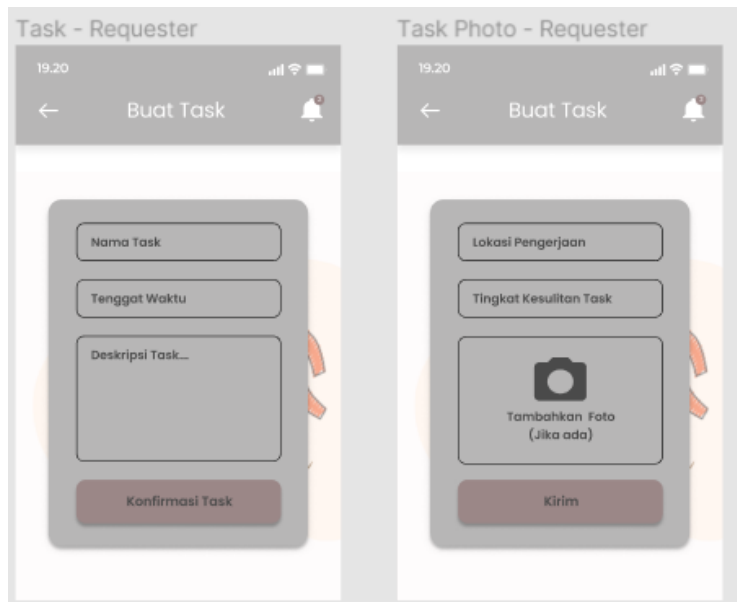 Task - Requester
19.20
Buat Task
Nama Task
Tenggat Waktu
Deskripsi Task...
Konfirmasi Task
Task Photo - Requester
19.20
Buat Task
Lokasi Pengerjaan
Tingkat Kesulitan Task
Tambahkan Foto
(Jika ada)
Kirim